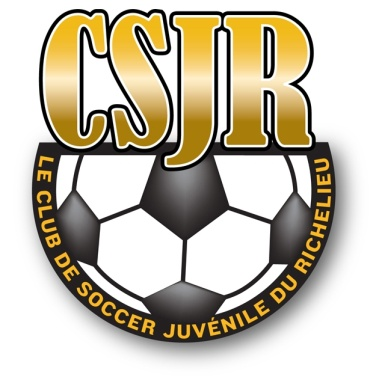 CSJR
LE CLUB DE SOCCER JUVÉNILE DU RICHELIEU